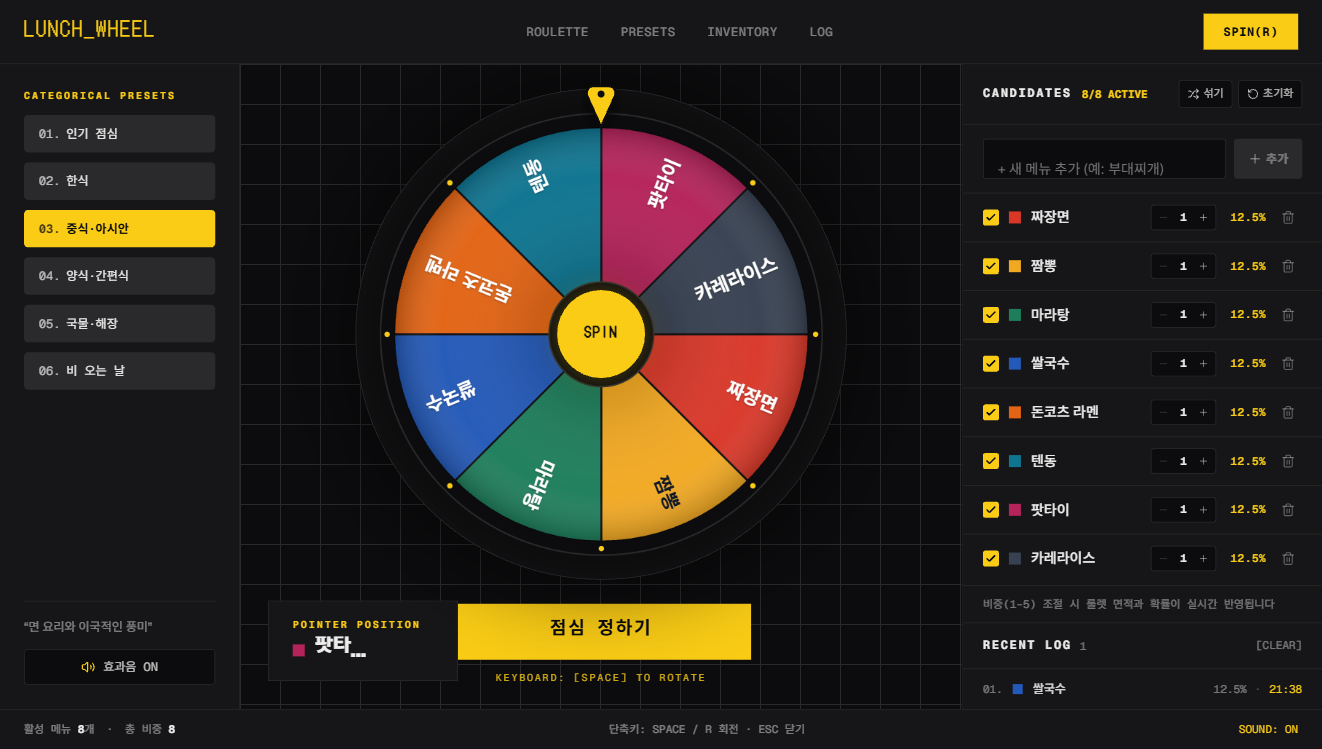 LUNCH_WHEEL
ROULETTE PRESETS INVENTORY LOG
SPIN(R)
CATEGORICAL PRESETS
01. 인기 점심
02. 한식
03. 중식·아시안
04. 양식·간편식
05. 국물·해장
06. 비 오는 날
"면 요리와 이국적인 풍미"
효과음 ON
텐동
팟타이
돈코츠 라멘
카레라이스
SPIN
쌀국수
짜장면
마라탕
짬뽕
POINTER POSITION
팟타...
점심 정하기
KEYBOARD: [SPACE] TO ROTATE
CANDIDATES 8/8 ACTIVE 섞기 초기화
+ 새 메뉴 추가 (예: 부대찌개) + 추가
짜장면 − 1 + 12.5%
짬뽕 − 1 + 12.5%
마라탕 − 1 + 12.5%
쌀국수 − 1 + 12.5%
돈코츠 라멘 − 1 + 12.5%
텐동 − 1 + 12.5%
팟타이 − 1 + 12.5%
카레라이스 − 1 + 12.5%
비중(1-5) 조절 시 룰렛 면적과 확률이 실시간 반영됩니다
RECENT LOG 1 [CLEAR]
01. 쌀국수 12.5% · 21:38
활성 메뉴 8개 · 총 비중 8
단축키: SPACE / R 회전 · ESC 닫기
SOUND: ON